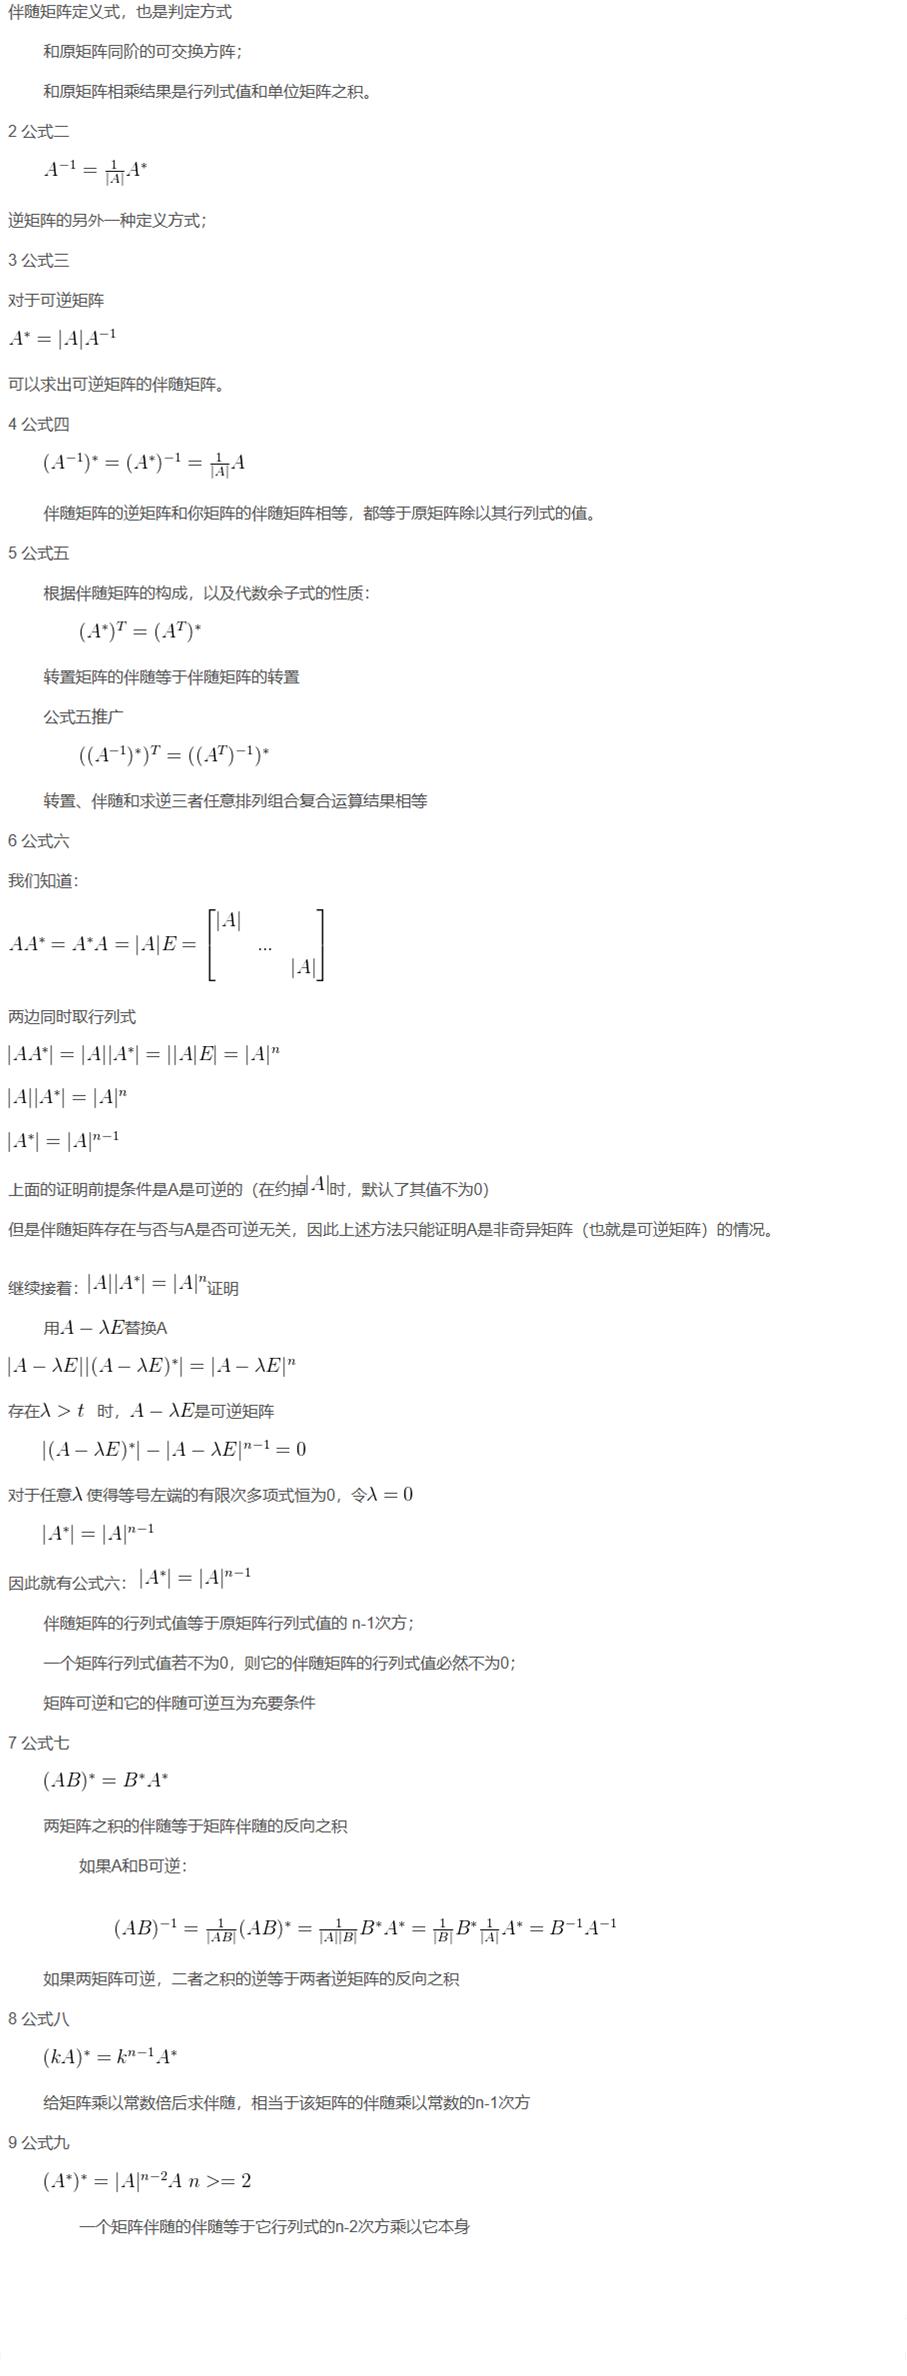 伴随矩阵定义式，也是判定方式
和原矩阵同阶的可交换方阵；
和原矩阵相乘结果是行列式值和单位矩阵之积。
2 公式二
A^{-1} = \frac{1}{|A|}A^*
逆矩阵的另外一种定义方式；
3 公式三
对于可逆矩阵
A^* = |A|A^{-1}
可以求出可逆矩阵的伴随矩阵。
4 公式四
(A^{-1})^* = (A^*)^{-1} = \frac{1}{|A|}A
伴随矩阵的逆矩阵和你矩阵的伴随矩阵相等，都等于原矩阵除以其行列式的值。
5 公式五
根据伴随矩阵的构成，以及代数余子式的性质：
(A^*)^T = (A^T)^*
转置矩阵的伴随等于伴随矩阵的转置
公式五推广
((A^{-1})^*)^T = ((A^T)^{-1})^*
转置、伴随和求逆三者任意排列组合复合运算结果相等
6 公式六
我们知道：
AA^* = A^*A = |A|E = \begin{bmatrix} |A| & & \\ & ... & \\ & & |A| \end{bmatrix}
两边同时取行列式
|AA^*| = |A||A^*| = ||A|E| = |A|^n
|A||A^*| = |A|^n
|A^*| = |A|^{n-1}
上面的证明前提条件是A是可逆的（在约掉|A|时，默认了其值不为0）
但是伴随矩阵存在与否与A是否可逆无关，因此上述方法只能证明A是非奇异矩阵（也就是可逆矩阵）的情况。
继续接着：|A||A^*| = |A|^n证明
用A − λE替换A
|A − λE||(A − λE)^*| = |A − λE|^n
存在λ > t 时，A − λE是可逆矩阵
|(A − λE)^*| − |A − λE|^{n-1} = 0
对于任意λ 使得等号左端的有限次多项式恒为0，令λ = 0
|A^*| = |A|^{n-1}
因此就有公式六：|A^*| = |A|^{n-1}
伴随矩阵的行列式值等于原矩阵行列式值的 n-1次方；
一个矩阵行列式值若不为0，则它的伴随矩阵的行列式值必然不为0；
矩阵可逆和它的伴随可逆互为充要条件
7 公式七
(AB)^* = B^*A^*
两矩阵之积的伴随等于矩阵伴随的反向之积
如果A和B可逆：
(AB)^{-1} = \frac{1}{|AB|}(AB)^* = \frac{1}{|A||B|}B^*A^* = \frac{1}{|B|}B^*\frac{1}{|A|}A^* = B^{-1}A^{-1}
如果两矩阵可逆，二者之积的逆等于两者逆矩阵的反向之积
8 公式八
(kA)^* = k^{n-1}A^*
给矩阵乘以常数倍后求伴随，相当于该矩阵的伴随乘以常数的n-1次方
9 公式九
(A^*)^* = |A|^{n-2}A n >= 2
一个矩阵伴随的伴随等于它行列式的n-2次方乘以它本身